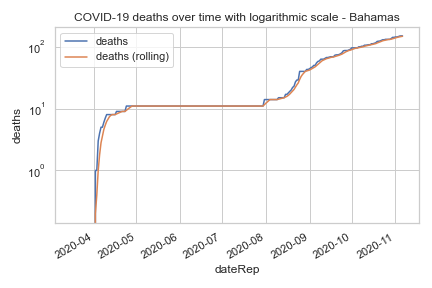 COVID-19 deaths over time with logarithmic scale - Bahamas
deaths
deaths (rolling)
10²
10¹
10⁰
deaths
2020-04
2020-05
2020-06
2020-07
2020-08
2020-09
2020-10
2020-11
dateRep